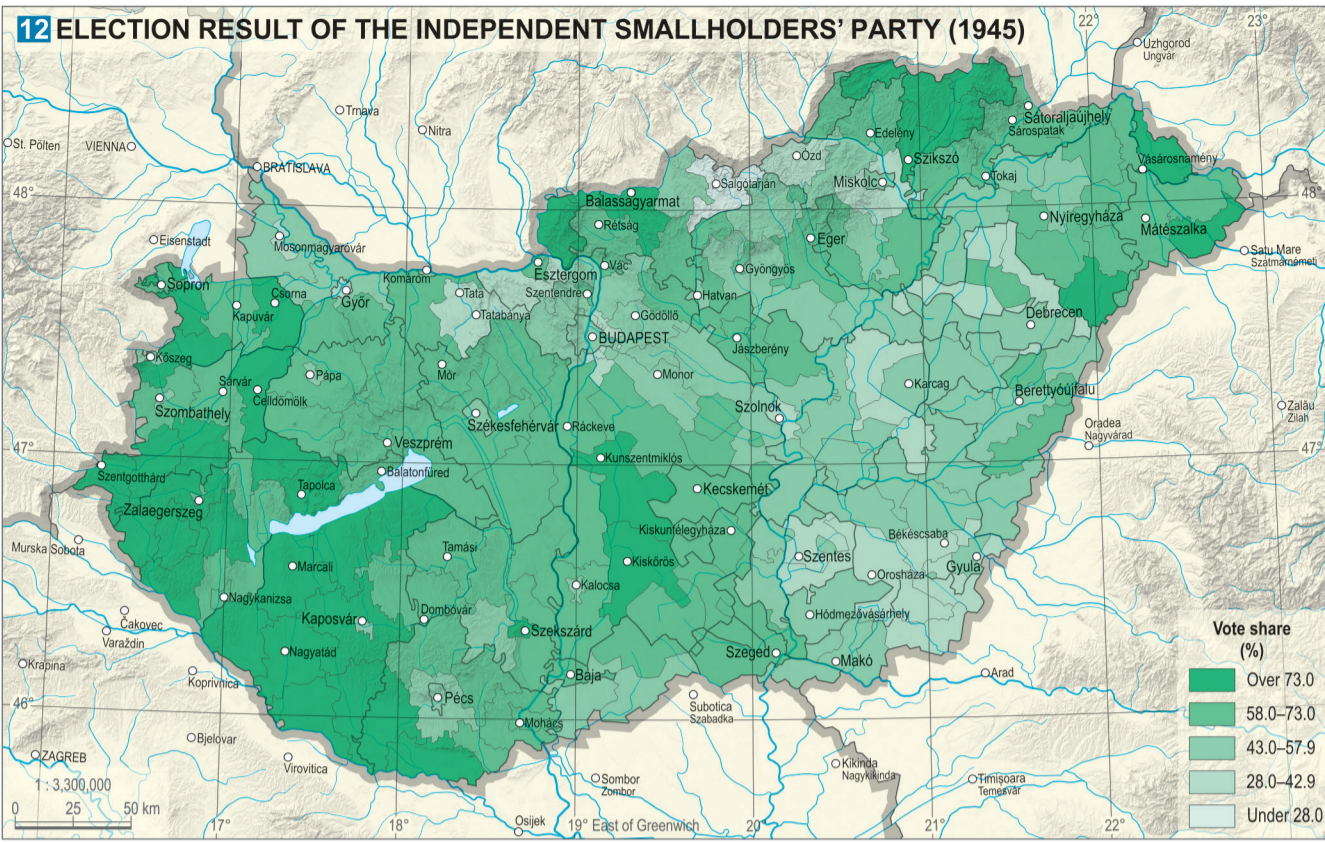 12 ELECTION RESULT OF THE INDEPENDENT SMALLHOLDERS' PARTY (1945)
22°
23°
Uzhgorod
Ungvár
Trnava
Nitra
St. Pölten
VIENNA
BRATISLAVA
Sátoraljaújhely
Sárospatak
Edelény
Ózd
Szikszó
Vásárosnamény
Salgótarján
Miskolc
Tokaj
48°
48°
Balassagyarmat
Rétság
Nyíregyháza
Mátészalka
Eisenstadt
Mosonmagyaróvár
Eger
Satu Mare
Szatmárnémeti
Komárom
Esztergom
Vác
Gyöngyös
Sopron
Csorna
Győr
Tata
Szentendre
Hatvan
Kapuvár
Tatabánya
Gödöllő
Debrecen
BUDAPEST
Jászberény
Kőszeg
Pápa
Mór
Monor
Karcag
Sárvár
Celldömölk
Berettyóújfalu
Szombathely
Székesfehérvár
Ráckeve
Szolnok
Zalău
Zilah
Oradea
Nagyvárad
47°
Veszprém
Kunszentmiklós
47°
Szentgotthárd
Balatonfüred
Tapolca
Kecskemét
Zalaegerszeg
Murska Sobota
Tamási
Kiskunfélegyháza
Békéscsaba
Szentes
Marcali
Kiskőrös
Gyula
Orosháza
Nagykanizsa
Kalocsa
Čakovec
Varaždin
Kaposvár
Dombóvár
Szekszárd
Hódmezővásárhely
Nagyatád
Szeged
Makó
Krapina
Koprivnica
Baja
Arad
Pécs
Subotica
Szabadka
46°
Mohács
Bjelovar
ZAGREB
Virovitica
Kikinda
Nagykikinda
Sombor
Zombor
Timișoara
Temesvár
1 : 3,300,000
0 25 50 km
17°
18°
19° East of Greenwich
20°
21°
22°
Osijek
Vote share
(%)
Over 73.0
58.0–73.0
43.0–57.9
28.0–42.9
Under 28.0